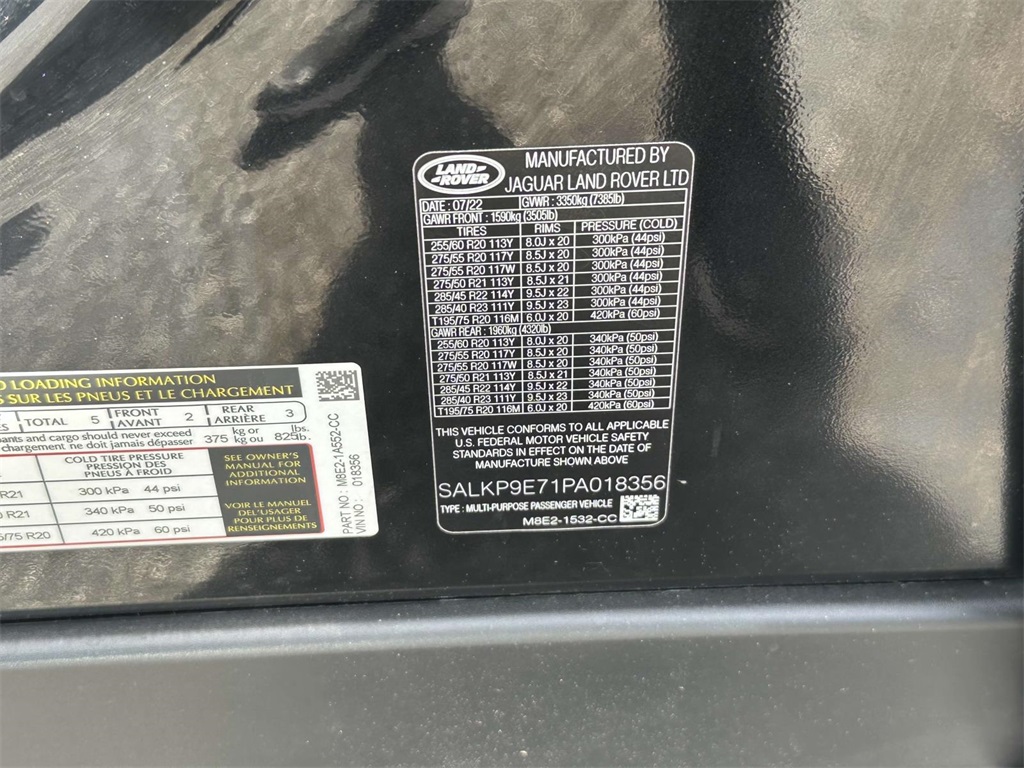 LAND
ROVER
MANUFACTURED BY
JAGUAR LAND ROVER LTD
DATE : 07/22 GVWR : 3350kg (7385lb)
GAWR FRONT : 1590kg (3505lb)
TIRES RIMS PRESSURE (COLD)
255/60 R20 113Y 8.0J x 20 300kPa (44psi)
275/55 R20 117Y 8.5J x 20 300kPa (44psi)
275/55 R20 117W 8.5J x 20 300kPa (44psi)
275/50 R21 113Y 8.5J x 21 300kPa (44psi)
285/45 R22 114Y 9.5J x 22 300kPa (44psi)
285/40 R23 111Y 9.5J x 23 300kPa (44psi)
T195/75 R20 116M 6.0J x 20 420kPa (60psi)
GAWR REAR : 1960kg (4320lb)
255/60 R20 113Y 8.0J x 20 340kPa (50psi)
275/55 R20 117Y 8.5J x 20 340kPa (50psi)
275/55 R20 117W 8.5J x 20 340kPa (50psi)
275/50 R21 113Y 8.5J x 21 340kPa (50psi)
285/45 R22 114Y 9.5J x 22 340kPa (50psi)
285/40 R23 111Y 9.5J x 23 340kPa (50psi)
T195/75 R20 116M 6.0J x 20 420kPa (60psi)
THIS VEHICLE CONFORMS TO ALL APPLICABLE
U.S. FEDERAL MOTOR VEHICLE SAFETY
STANDARDS IN EFFECT ON THE DATE OF
MANUFACTURE SHOWN ABOVE
SALKP9E71PA018356
TYPE : MULTI-PURPOSE PASSENGER VEHICLE
M8E2-1532-CC
LOADING INFORMATION
SUR LES PNEUS ET LE CHARGEMENT
TOTAL 5 FRONT AVANT 2 REAR ARRIÈRE 3
and cargo should never exceed
chargement ne doit jamais dépasser 375 kg or kg ou 825 lbs. lb.
COLD TIRE PRESSURE
PRESSION DES
PNEUS À FROID
R21 300 kPa 44 psi
R21 340 kPa 50 psi
/75 R20 420 kPa 60 psi
SEE OWNER'S
MANUAL FOR
ADDITIONAL
INFORMATION
VOIR LE MANUEL
DEL'USAGER
POUR PLUS DE
RENSEIGNEMENTS
PART NO : M8E2-1A552-CC
VIN NO : 018356